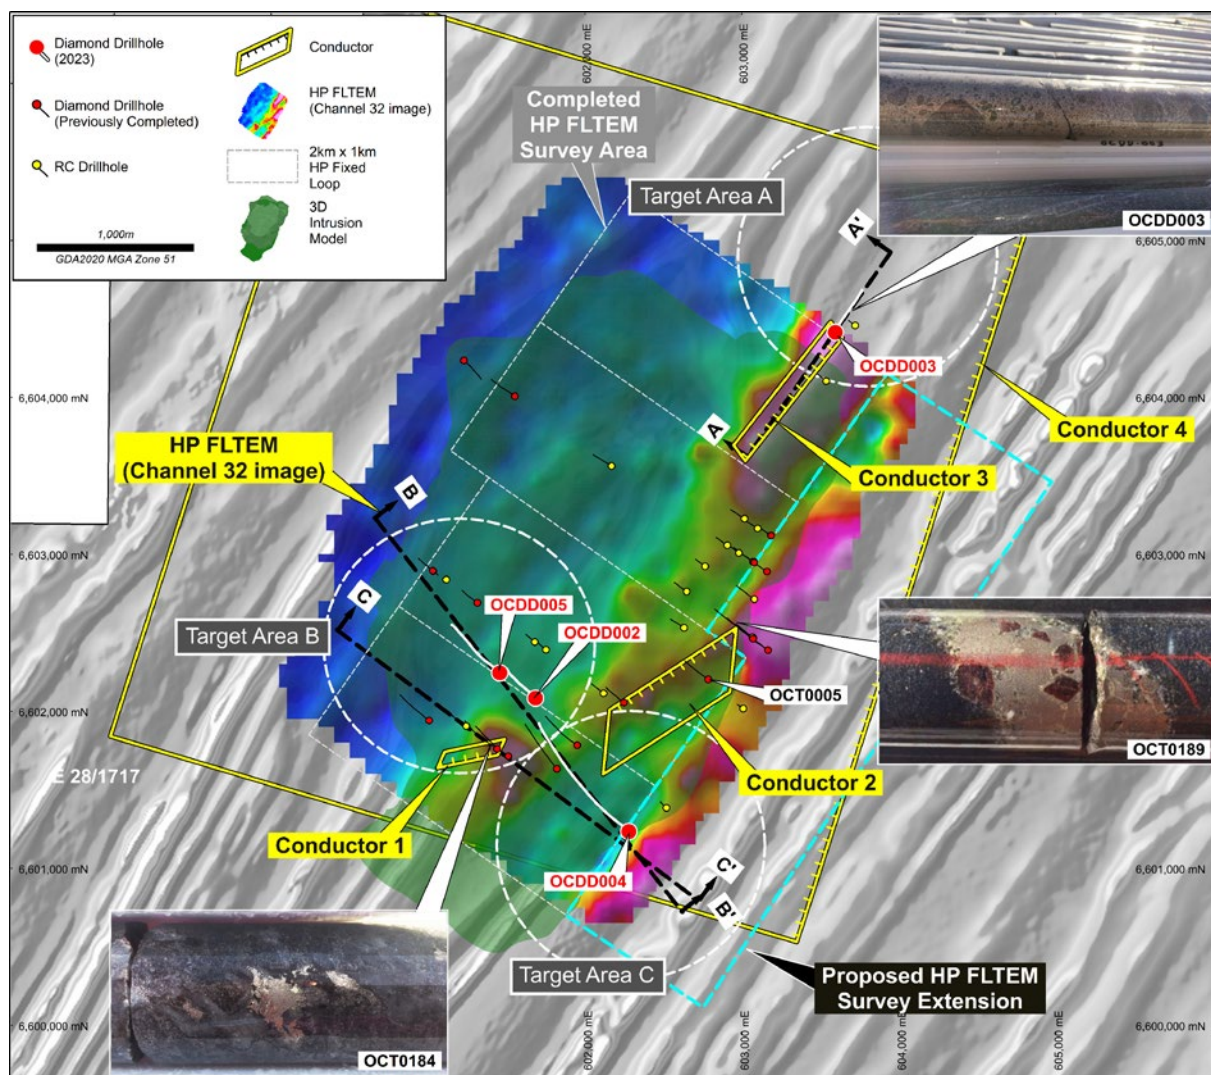 Diamond Drillhole
(2023)
Diamond Drillhole
(Previously Completed)
RC Drillhole
1,000m
GDA2020 MGA Zone 51
Conductor
HP FLTEM
(Channel 32 image)
2km x 1km
HP Fixed
Loop
3D
Intrusion
Model
602,000 mE
603,000 mE
Completed
HP FLTEM
Survey Area
Target Area A
A'
OCDD003
6,605,000 mN
OCDD003
6,604,000 mN
6,604,000 mN
A
Conductor 4
HP FLTEM
(Channel 32 image)
Conductor 3
B
6,603,000 mN
6,603,000 mN
C
OCDD005
Target Area B
OCDD002
OCT0005
6,602,000 mN
OCT0189
E 28/1717
Conductor 2
Conductor 1
6,601,000 mN
6,601,000 mN
OCDD004
C'
B'
Target Area C
Proposed HP FLTEM
Survey Extension
6,600,000 mN
6,600,000 mN
OCT0184
602,000 mE
603,000 mE
604,000 mE
605,000 mE